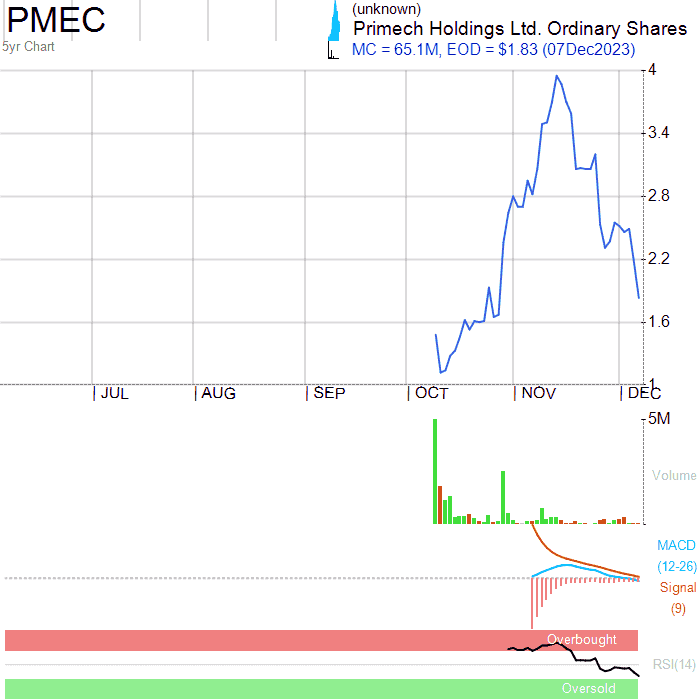 PMEC
(unknown)
Primech Holdings Ltd. Ordinary Shares
5yr Chart
MC = 65.1M, EOD = $1.83 (07Dec2023)
4
3.4
2.8
2.2
1.6
1
JUL AUG SEP OCT NOV DEC
5M
Volume
MACD
(12-26)
Signal
(9)
Overbought
RSI(14)
Oversold